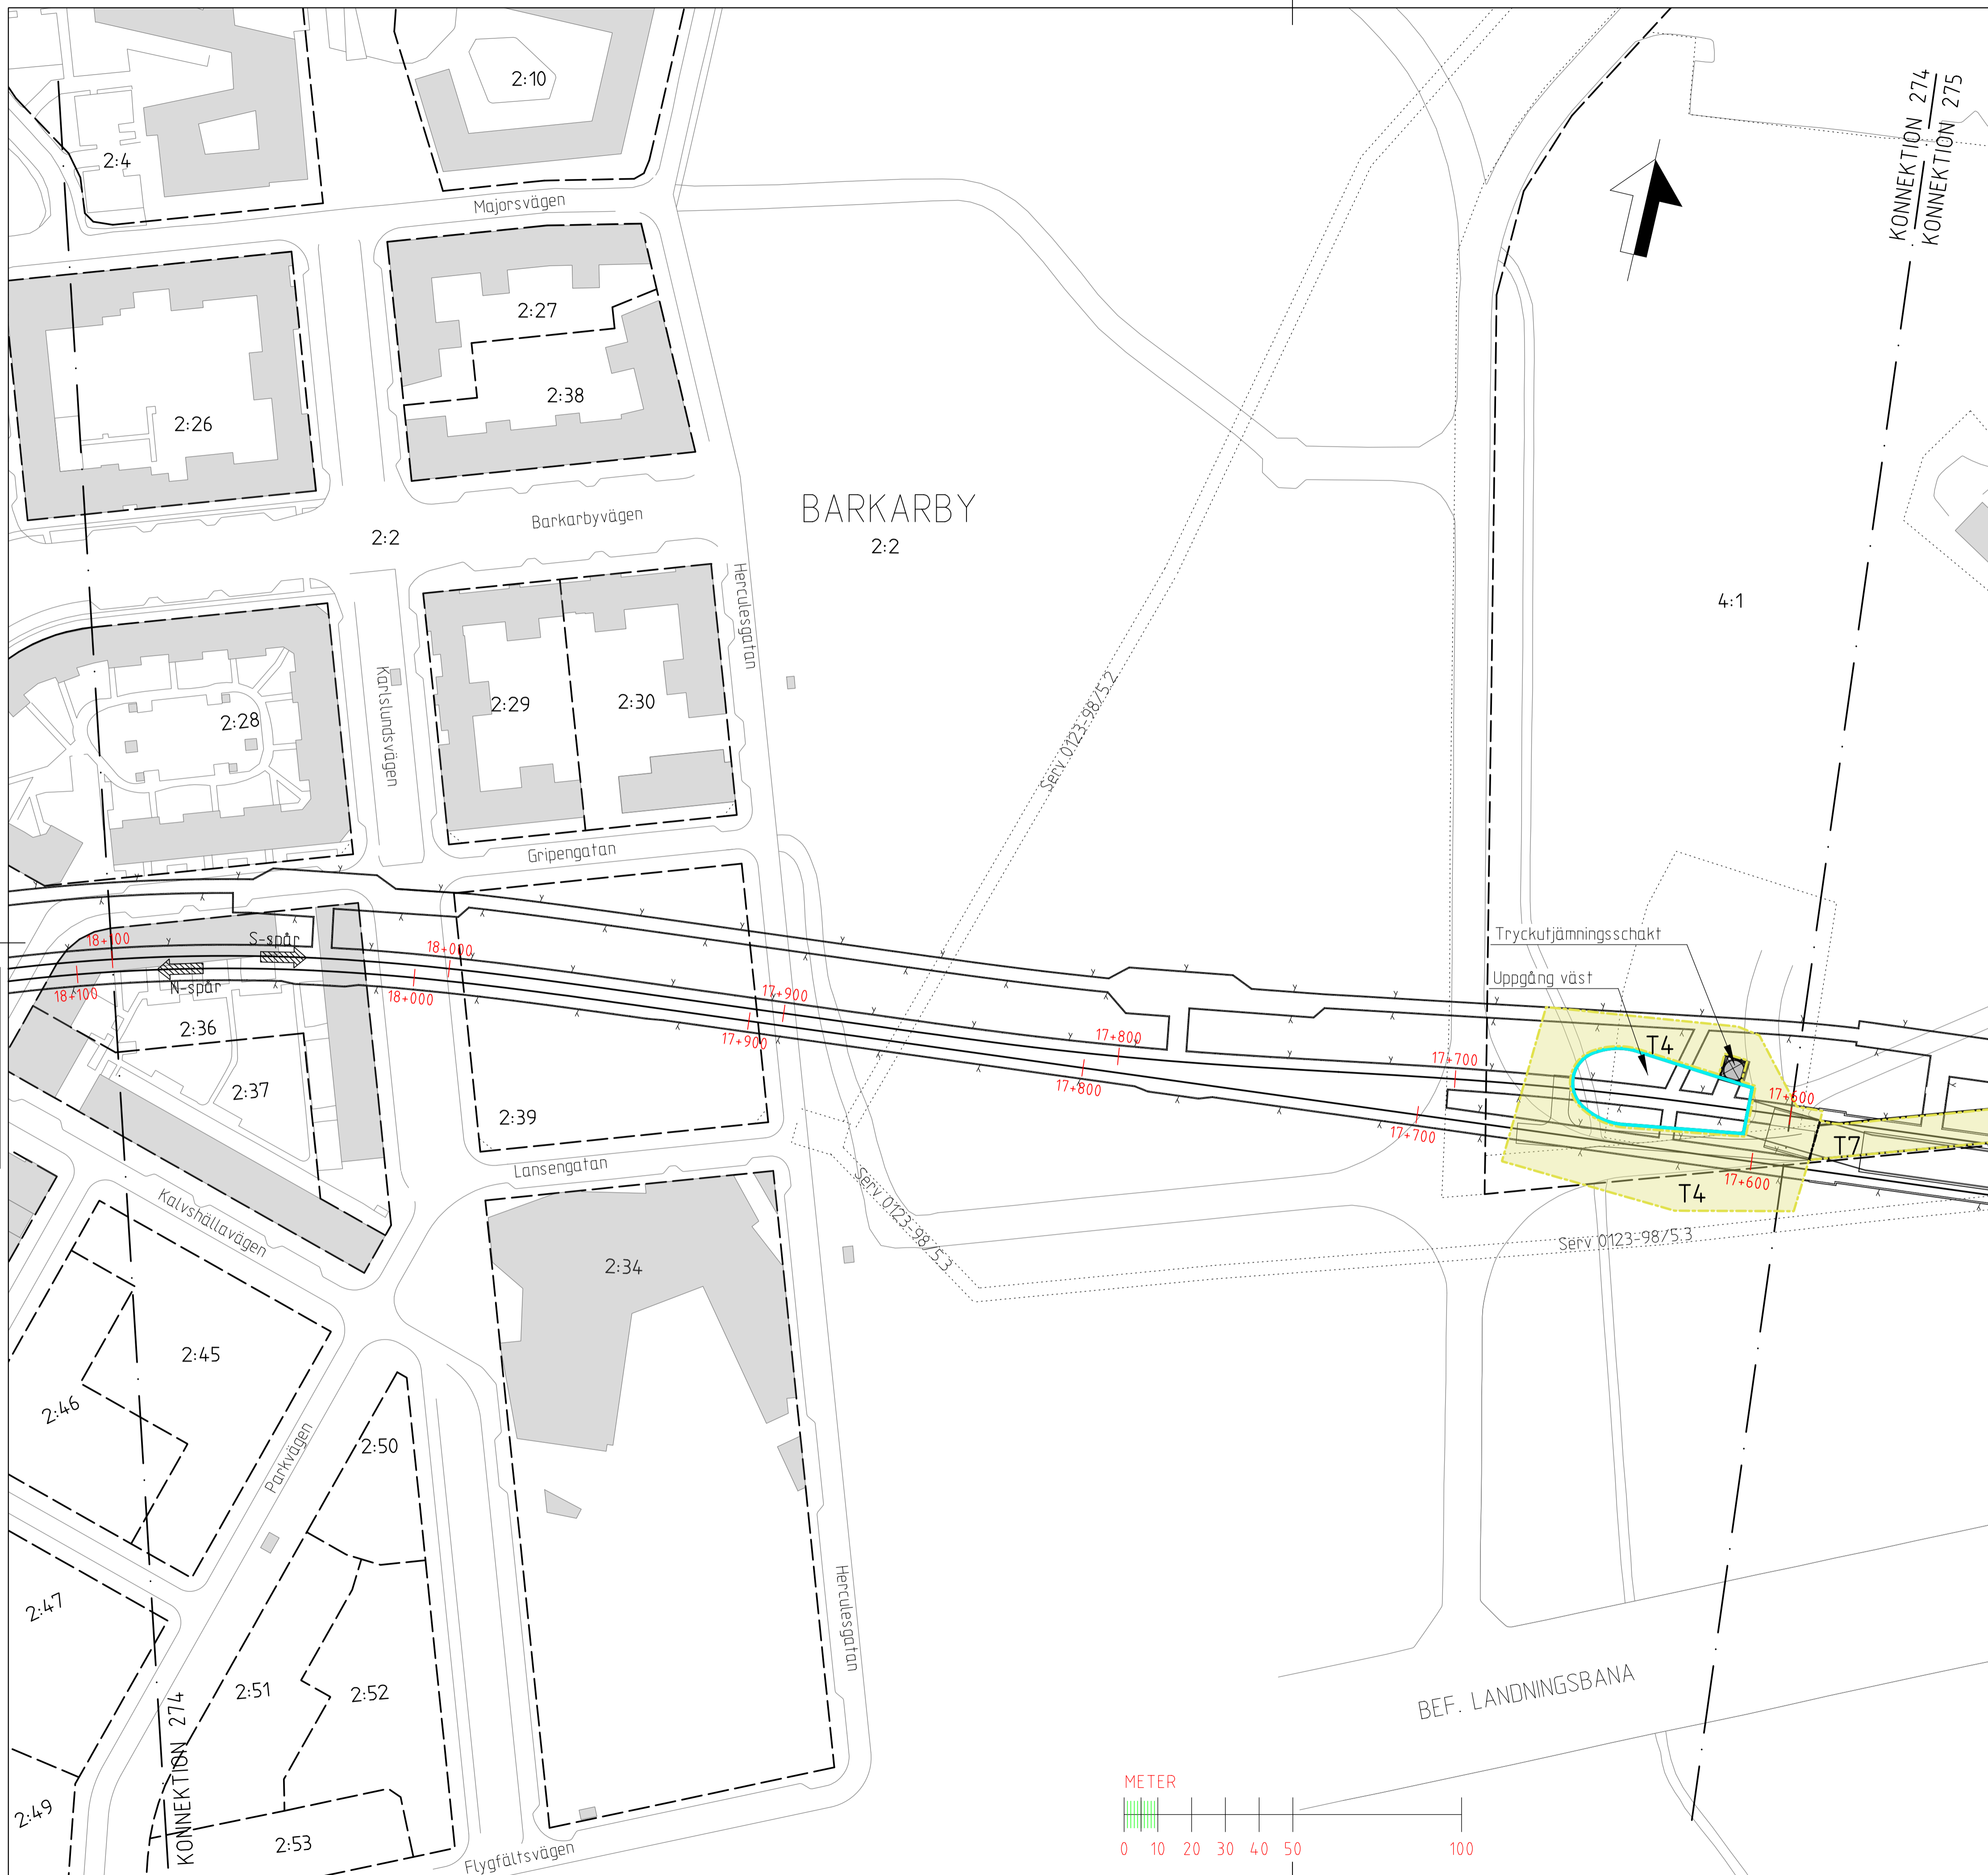 2:10
KONNEKTION 274
KONNEKTION 275
2:4
Majorsvägen
2:27
2:38
2:26
Barkarbyvägen
BARKARBY
2:2
2:2
Herculesgatan
4:1
Karlslundsvägen
2:28
2:29
2:30
Serv 0123-98/5.2
Gripengatan
18+100
S-spår
18+000
Tryckutjämningsschakt
N-spår
18+100
18+000
17+900
Uppgång väst
2:36
17+900
17+800
T4
17+800
17+700
17+600
2:37
2:39
17+700
T7
Lansengatan
Serv 0123-98/5.3
17+600
T4
Kalvshällavägen
2:34
Serv 0123-98/5.3
2:45
2:46
2:50
Parkvägen
2:47
Herculesgatan
2:51
2:52
BEF. LANDNINGSBANA
KONNEKTION 274
METER
2:49
2:53
0 10 20 30 40 50 100
Flygfältsvägen